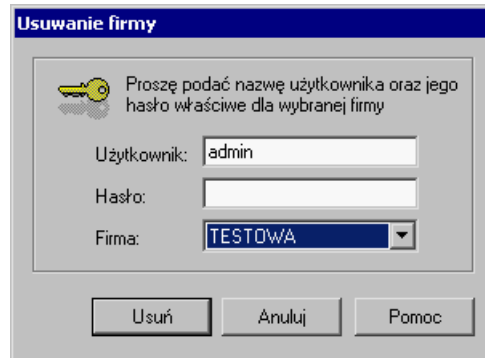 Usuwanie firmy
Proszę podać nazwę użytkownika oraz jego
hasło właściwe dla wybranej firmy
Użytkownik: admin
Hasło:
Firma: TESTOWA
Usuń Anuluj Pomoc